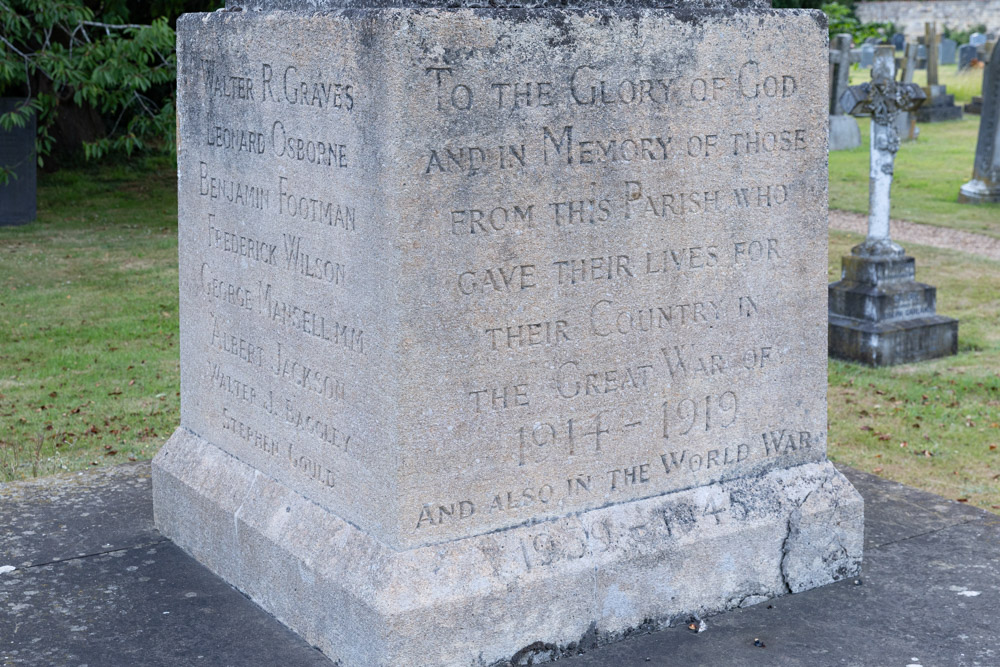 Walter R. Graves
Leonard Osborne
Benjamin Footman
Frederick Wilson
George Mansell. M.M.
Albert Jackson
Walter J. Baggley
Stephen Gould
To the Glory of God
and in Memory of those
from this Parish who
gave their lives for
their Country in
the Great War of
1914 - 1919
And also in the World War
1939 - 1945